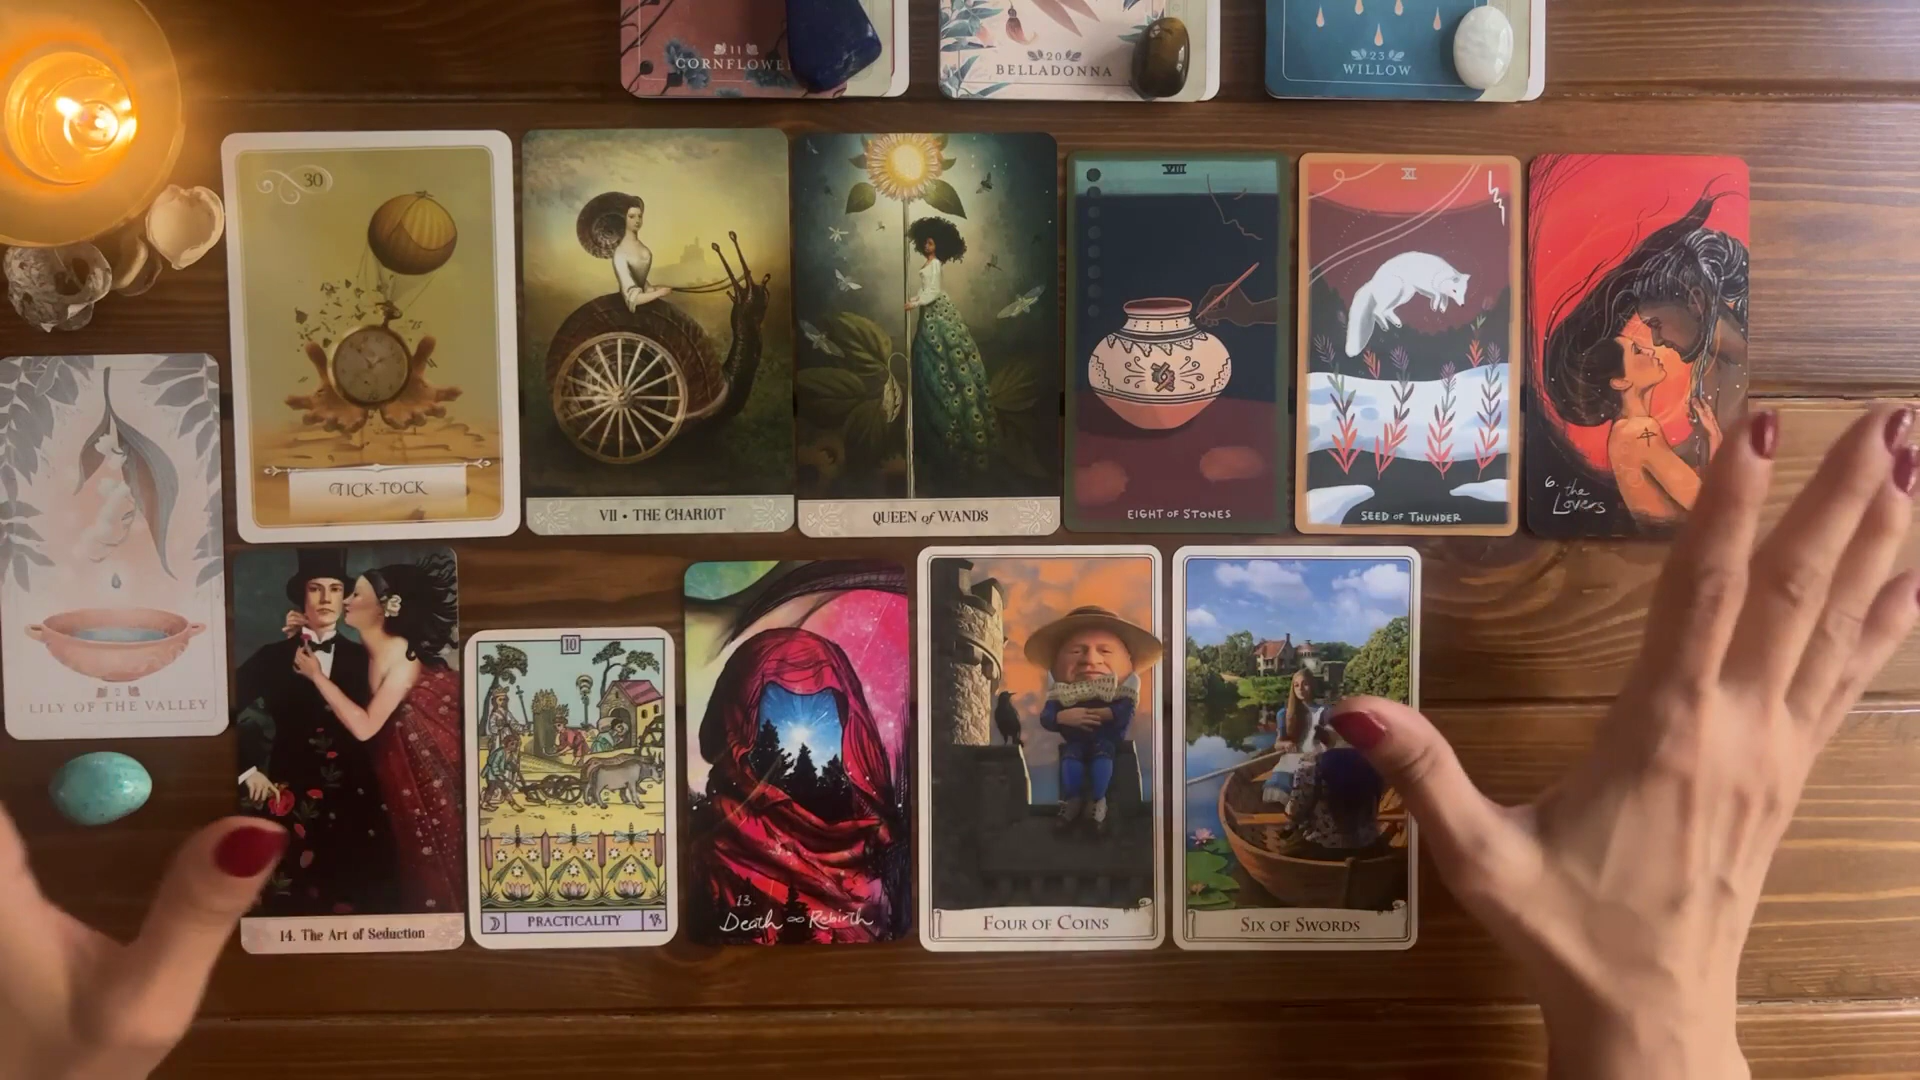 11
CORNFLOWE
20
BELLADONNA
23
WILLOW
30
TICK-TOCK
VII • THE CHARIOT
QUEEN of WANDS
VIII
EIGHT OF STONES
XI
SEED OF THUNDER
6. the
Lovers
2
LILY OF THE VALLEY
14. The Art of Seduction
10
PRACTICALITY
13.
Death ∞ Rebirth
FOUR OF COINS
SIX OF SWORDS